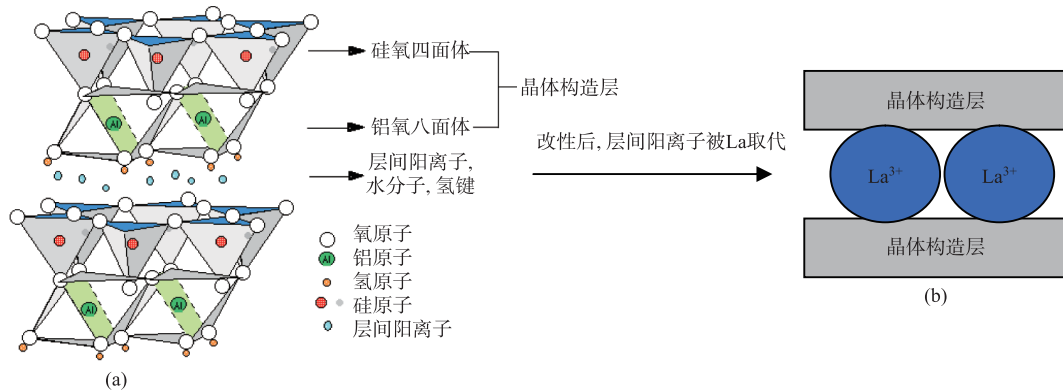 硅氧四面体
晶体构造层
铝氧八面体
层间阳离子,
水分子, 氢键
Al
Al
Al
Al
氧原子
Al
铝原子
氢原子
硅原子
层间阳离子
(a)
改性后, 层间阳离子被La取代
晶体构造层
La³⁺
La³⁺
晶体构造层
(b)